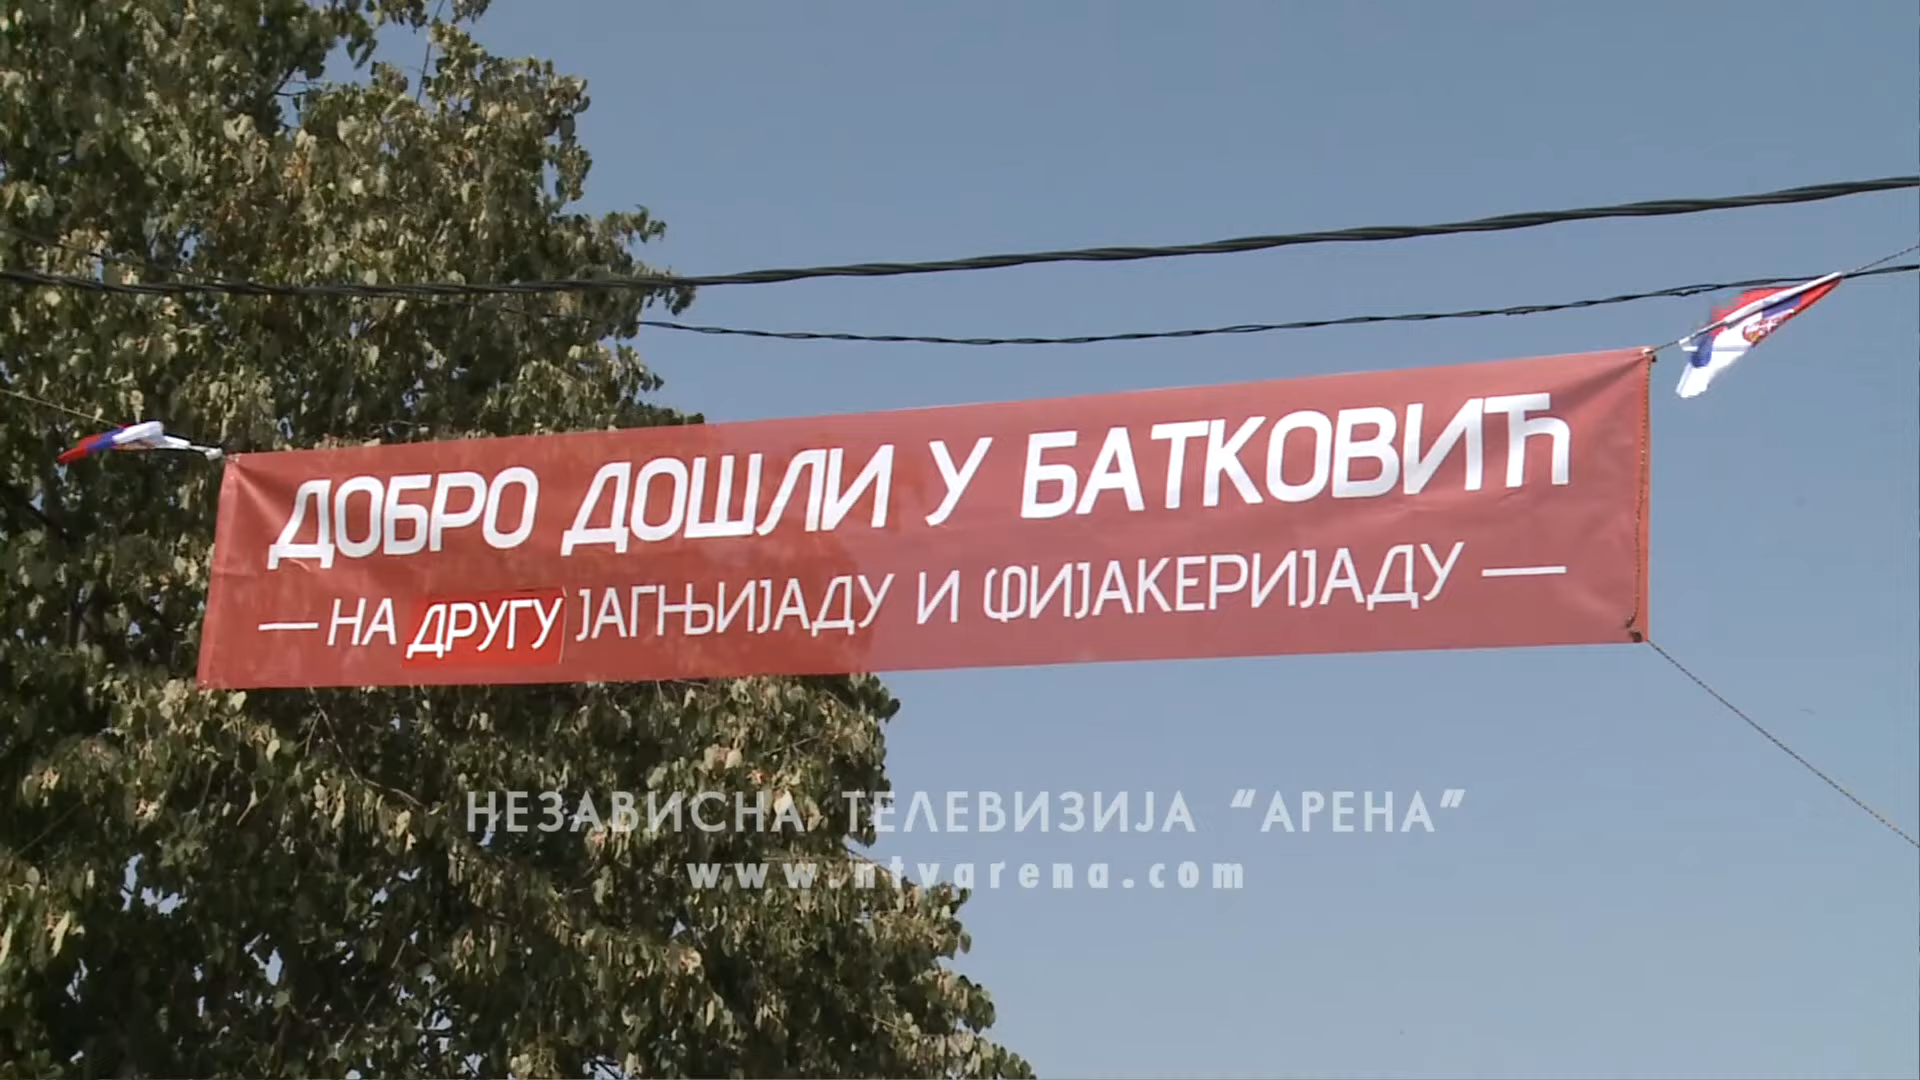 ДОБРО ДОШЛИ У БАТКОВИЋ
— НА ДРУГУ ЈАГЊИЈАДУ И ФИЈАКЕРИЈАДУ —
НЕЗАВИСНА ТЕЛЕВИЗИЈА “АРЕНА”
www.ntvarena.com